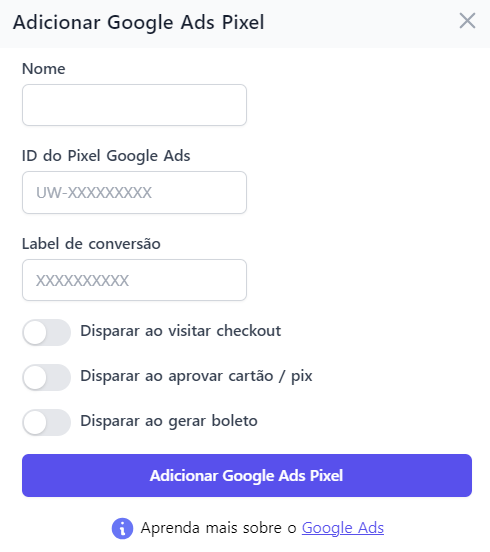 Adicionar Google Ads Pixel
Nome
ID do Pixel Google Ads
UW-XXXXXXXXX
Label de conversão
XXXXXXXXXX
Disparar ao visitar checkout
Disparar ao aprovar cartão / pix
Disparar ao gerar boleto
Adicionar Google Ads Pixel
Aprenda mais sobre o Google Ads